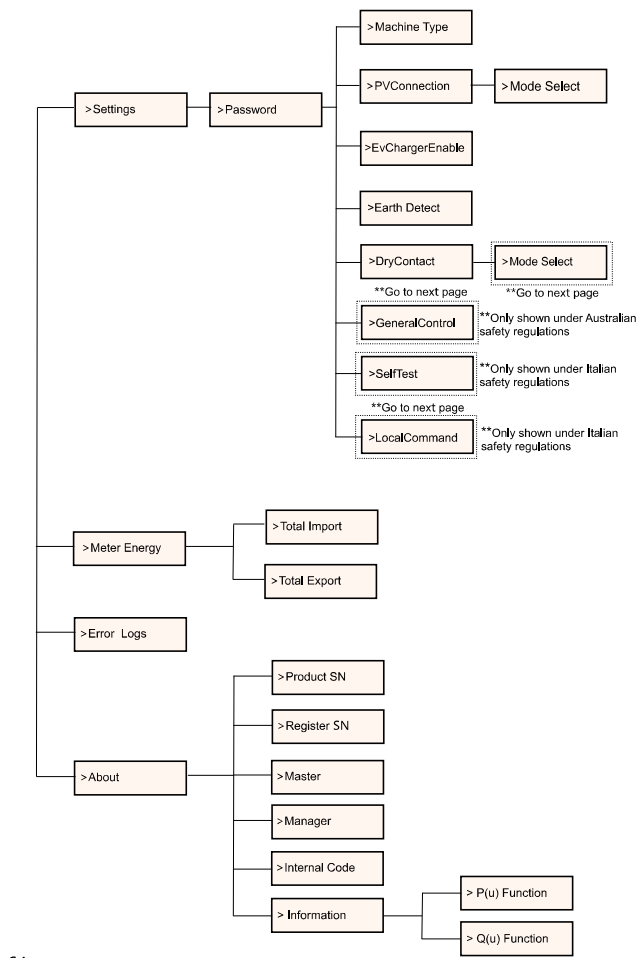 >Machine Type
>PVConnection
>Mode Select
>Settings
>Password
>EvChargerEnable
>Earth Detect
>DryContact
>Mode Select
**Go to next page
**Go to next page
>GeneralControl
**Only shown under Australian
safety regulations
>SelfTest
**Only shown under Italian
safety regulations
**Go to next page
>LocalCommand
**Only shown under Italian
safety regulations
>Total Import
>Meter Energy
>Total Export
>Error Logs
>Product SN
>Register SN
>About
>Master
>Manager
>Internal Code
> Information
> P(u) Function
> Q(u) Function